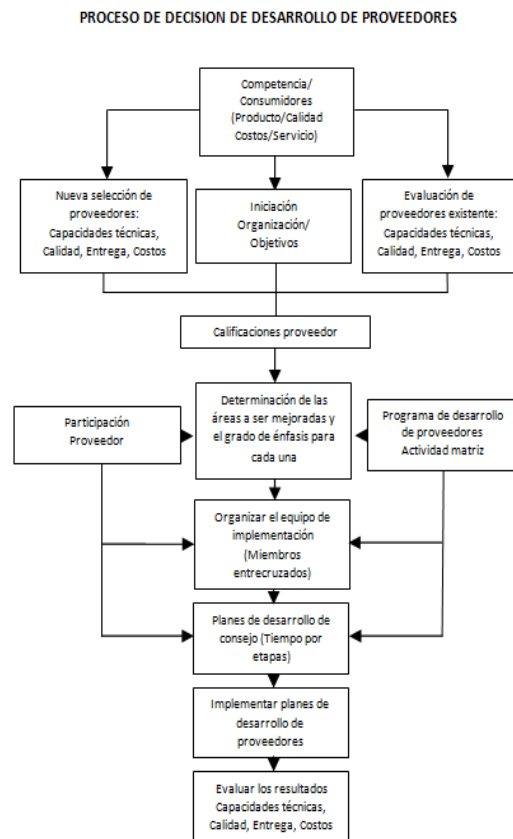 PROCESO DE DECISION DE DESARROLLO DE PROVEEDORES
Competencia/
Consumidores
(Producto/Calidad
Costos/Servicio)
Nueva selección de
proveedores:
Capacidades técnicas,
Calidad, Entrega, Costos
Iniciación
Organización/
Objetivos
Evaluación de
proveedores existente:
Capacidades técnicas,
Calidad, Entrega, Costos
Calificaciones proveedor
Participación
Proveedor
Determinación de las
áreas a ser mejoradas y
el grado de énfasis para
cada una
Programa de desarrollo
de proveedores
Actividad matriz
Organizar el equipo de
implementación
(Miembros
entrecruzados)
Planes de desarrollo de
consejo (Tiempo por
etapas)
Implementar planes de
desarrollo de
proveedores
Evaluar los resultados
Capacidades técnicas,
Calidad, Entrega, Costos